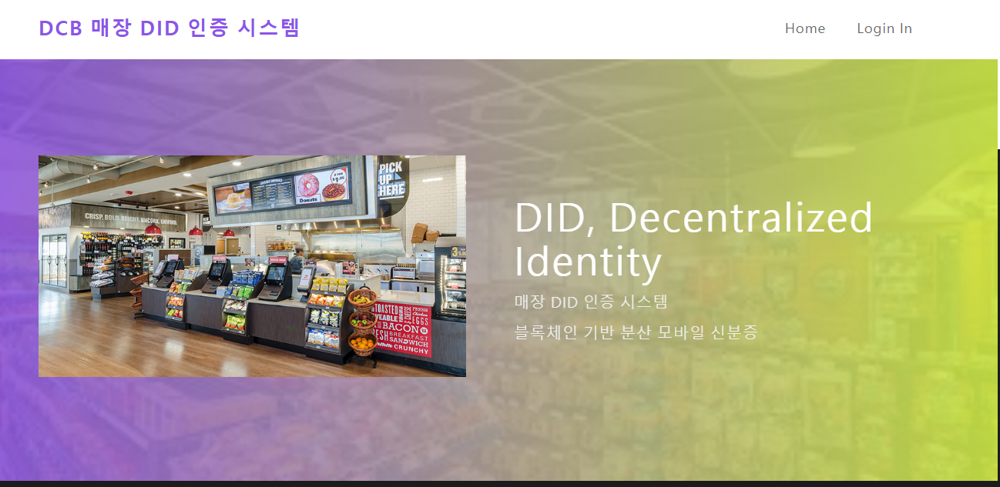 DCB 매장 DID 인증 시스템
Home
Login In
PICK
UP
HERE
Donuts
CRISP. BOLD. BRIGHT. UNCORK. UNWIND.
DID, Decentralized
Identity
매장 DID 인증 시스템
블록체인 기반 분산 모바일 신분증
TOASTED
FRESH
EGGS
BACON
BREAKFAST
SANDWICH
CRUNCHY